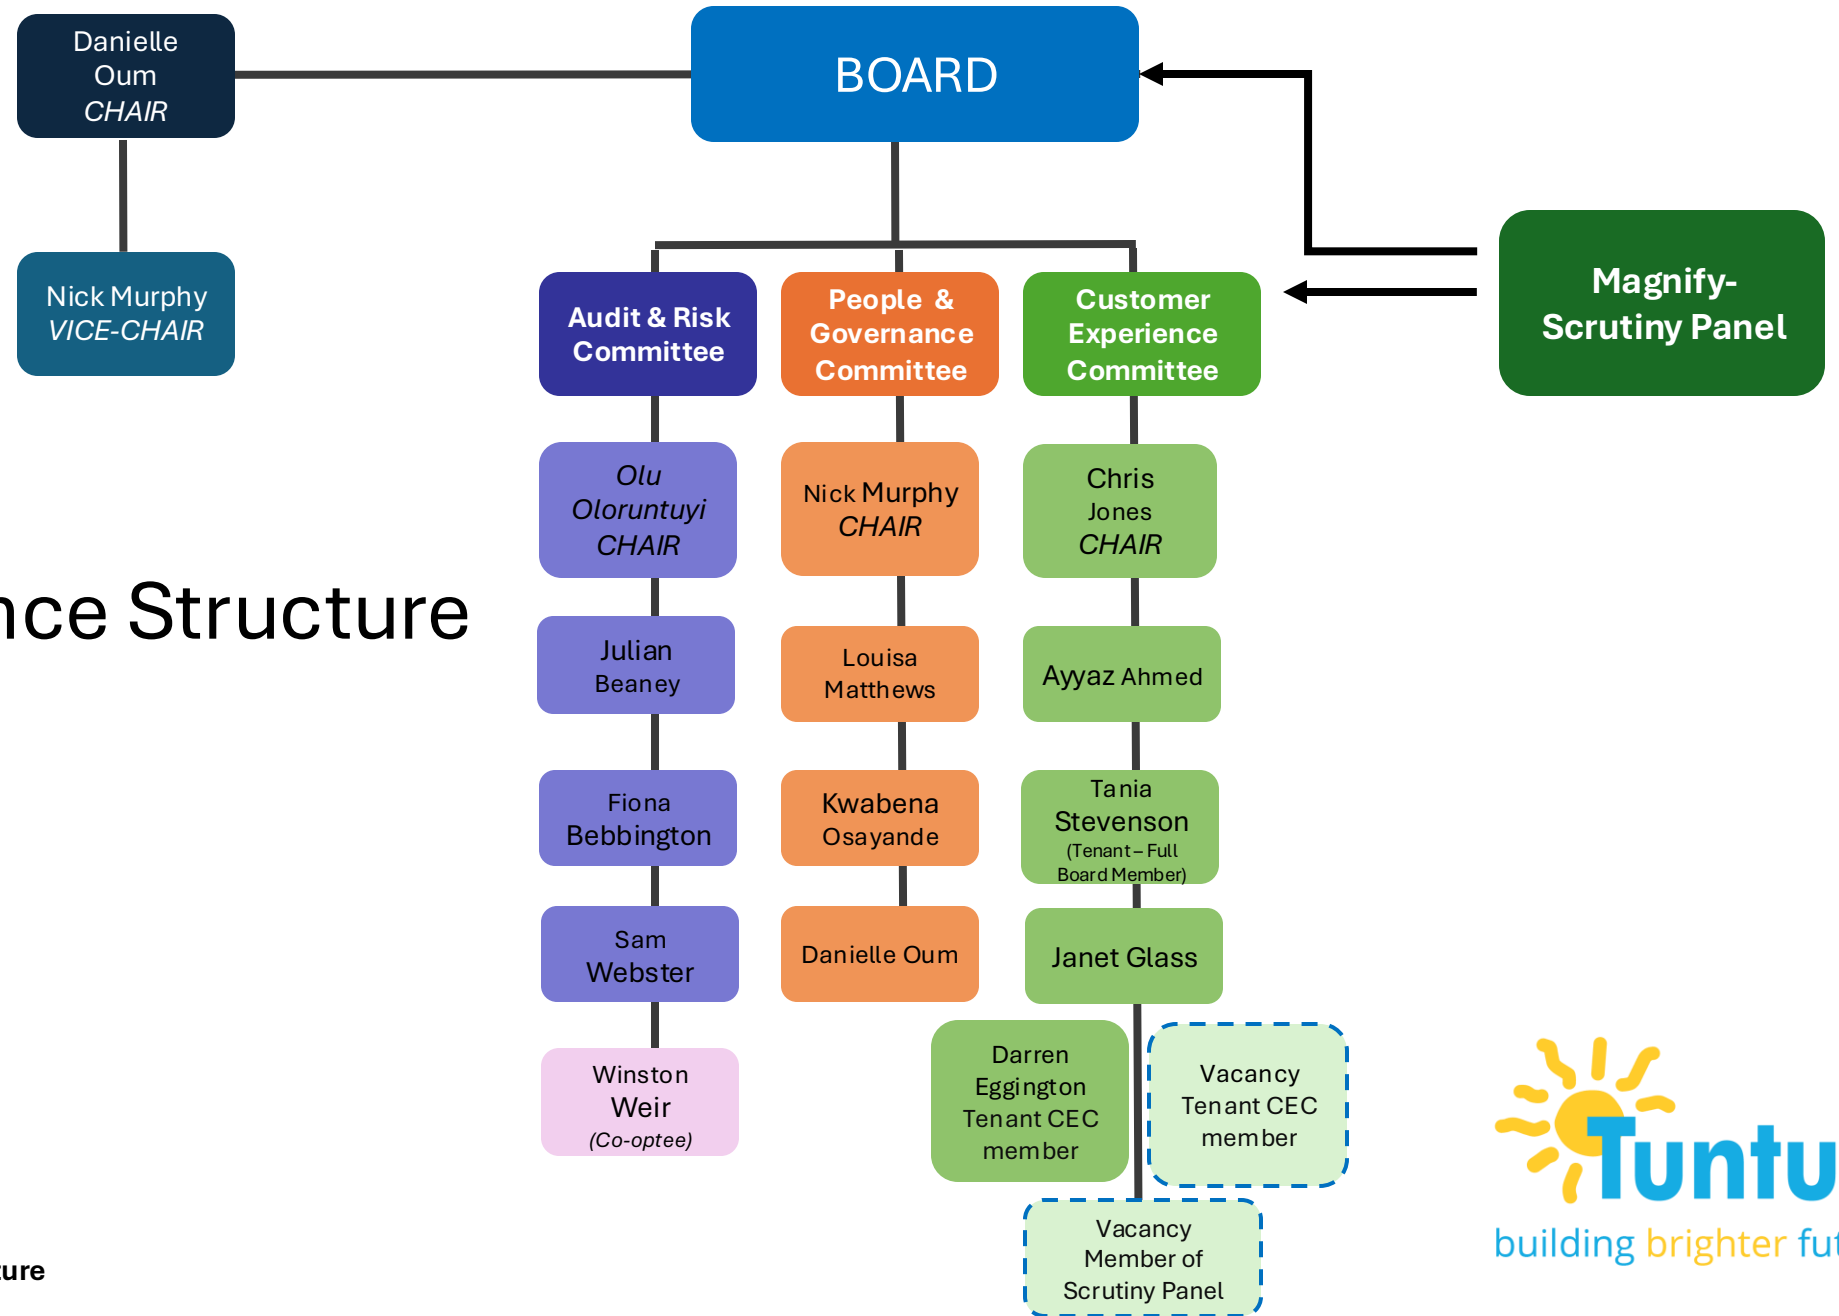 Danielle
Oum
CHAIR
BOARD
Nick Murphy
VICE-CHAIR
Magnify-
Scrutiny Panel
Audit & Risk
Committee
People &
Governance
Committee
Customer
Experience
Committee
Olu
Oloruntuyi
CHAIR
Nick Murphy
CHAIR
Chris
Jones
CHAIR
nce Structure
Julian
Beaney
Louisa
Matthews
Ayyaz Ahmed
Fiona
Bebbington
Kwabena
Osayande
Tania
Stevenson
(Tenant – Full
Board Member)
Sam
Webster
Danielle Oum
Janet Glass
Winston
Weir
(Co-optee)
Darren
Eggington
Tenant CEC
member
Vacancy
Tenant CEC
member
Vacancy
Member of
Scrutiny Panel
Tuntu
building brighter fut
ture